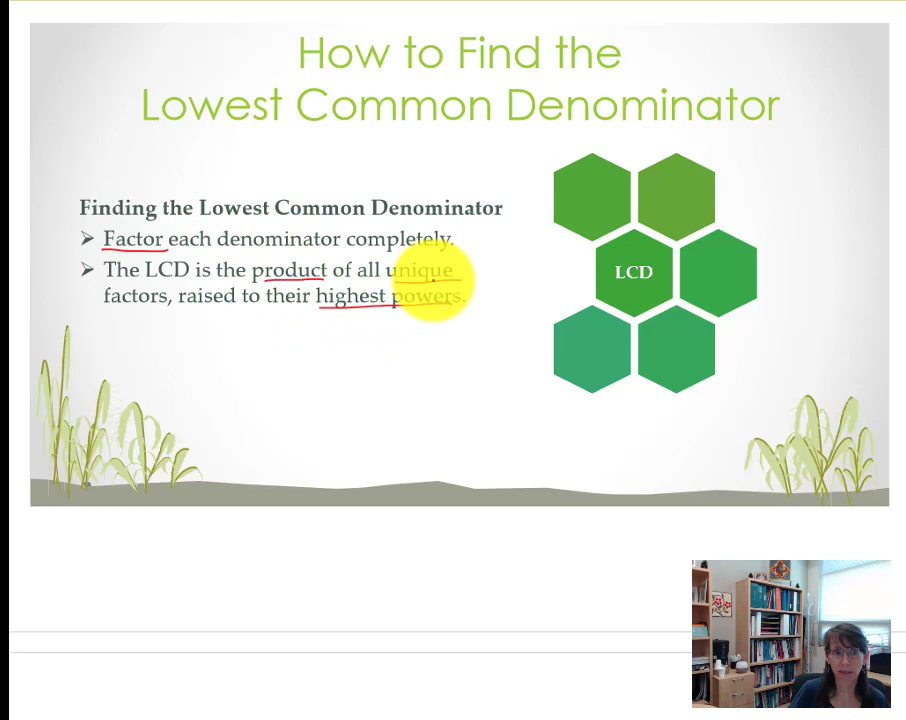 How to Find the
Lowest Common Denominator
Finding the Lowest Common Denominator
Factor each denominator completely.
The LCD is the product of all unique
factors, raised to their highest powers.
LCD